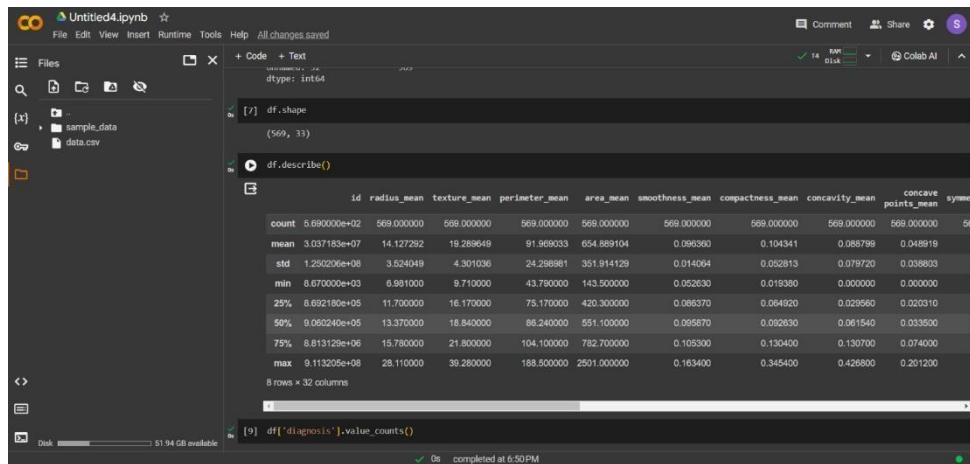 CO
Untitled4.ipynb
File Edit View Insert Runtime Tools Help All changes saved
Comment
Share
S
Files
+ Code + Text
RAM
Disk
Colab AI
Unnamed: 32 569
dtype: int64
{x}
..
sample_data
data.csv
0s [7] df.shape
(569, 33)
0s df.describe()
id radius_mean texture_mean perimeter_mean area_mean smoothness_mean compactness_mean concavity_mean concave points_mean symme
count 5.690000e+02 569.000000 569.000000 569.000000 569.000000 569.000000 569.000000 569.000000 569.000000 56
mean 3.037183e+07 14.127292 19.289649 91.969033 654.889104 0.096360 0.104341 0.088799 0.048919
std 1.250206e+08 3.524049 4.301036 24.298981 351.914129 0.014064 0.052813 0.079720 0.038803
min 8.670000e+03 6.981000 9.710000 43.790000 143.500000 0.052630 0.019380 0.000000 0.000000
25% 8.692180e+05 11.700000 16.170000 75.170000 420.300000 0.086370 0.064920 0.029560 0.020310
50% 9.060240e+05 13.370000 18.840000 86.240000 551.100000 0.095870 0.092630 0.061540 0.033500
75% 8.813129e+06 15.780000 21.800000 104.100000 782.700000 0.105300 0.130400 0.130700 0.074000
max 9.113205e+08 28.110000 39.280000 188.500000 2501.000000 0.163400 0.345400 0.426800 0.201200
8 rows × 32 columns
0s [9] df['diagnosis'].value_counts()
Disk 51.94 GB available
0s completed at 6:50 PM